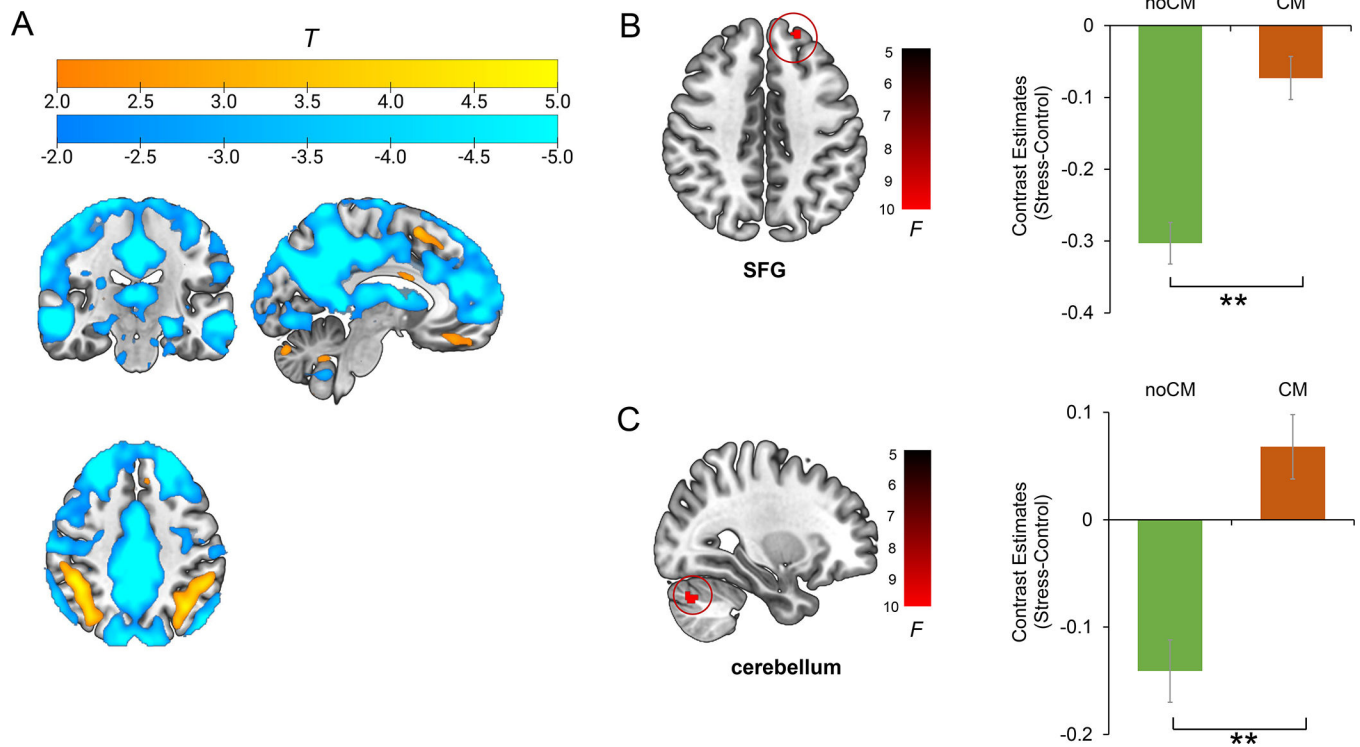 A
T
2.0 2.5 3.0 3.5 4.0 4.5 5.0
-2.0 -2.5 -3.0 -3.5 -4.0 -4.5 -5.0
B
5
6
7
8
9
10
F
SFG
noCM CM
0
-0.1
-0.2
-0.3
-0.4
Contrast Estimates
(Stress-Control)
**
C
5
6
7
8
9
10
F
cerebellum
noCM CM
0.1
0
-0.1
-0.2
Contrast Estimates
(Stress-Control)
**